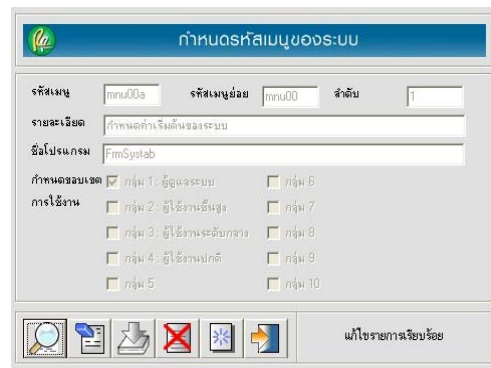 กำหนดรหัสเมนูของระบบ
รหัสเมนู mnu00a รหัสเมนูย่อย mnu00 ลำดับ 1
รายละเอียด กำหนดค่าเริ่มต้นของระบบ
ชื่อโปรแกรม FrmSystab
กำหนดขอบเขต กลุ่ม 1 : ผู้ดูแลระบบ กลุ่ม 6
การใช้งาน กลุ่ม 2 : ผู้ใช้งานชั้นสูง กลุ่ม 7
กลุ่ม 3 : ผู้ใช้งานระดับกลาง กลุ่ม 8
กลุ่ม 4 : ผู้ใช้งานปกติ กลุ่ม 9
กลุ่ม 5 กลุ่ม 10
แก้ไขรายการเรียบร้อย